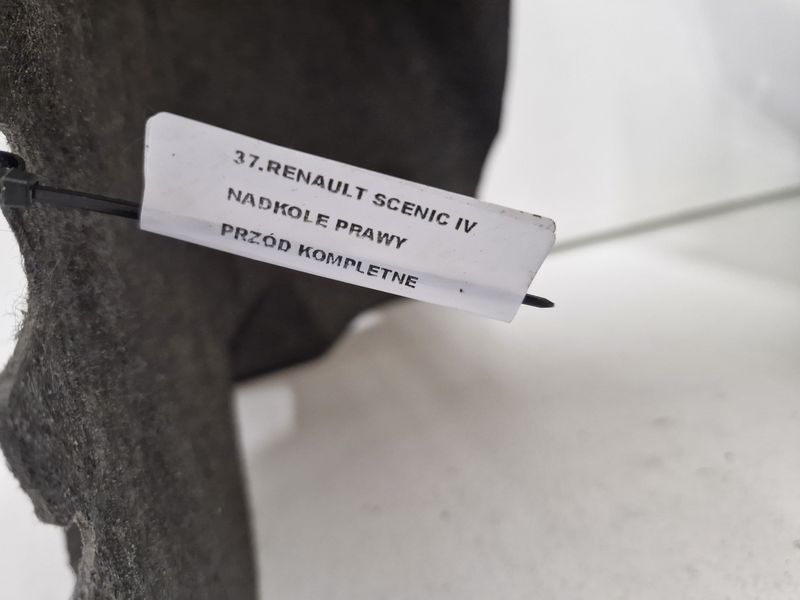 37.RENAULT SCENIC IV
NADKOLE PRAWY
PRZÓD KOMPLETNE